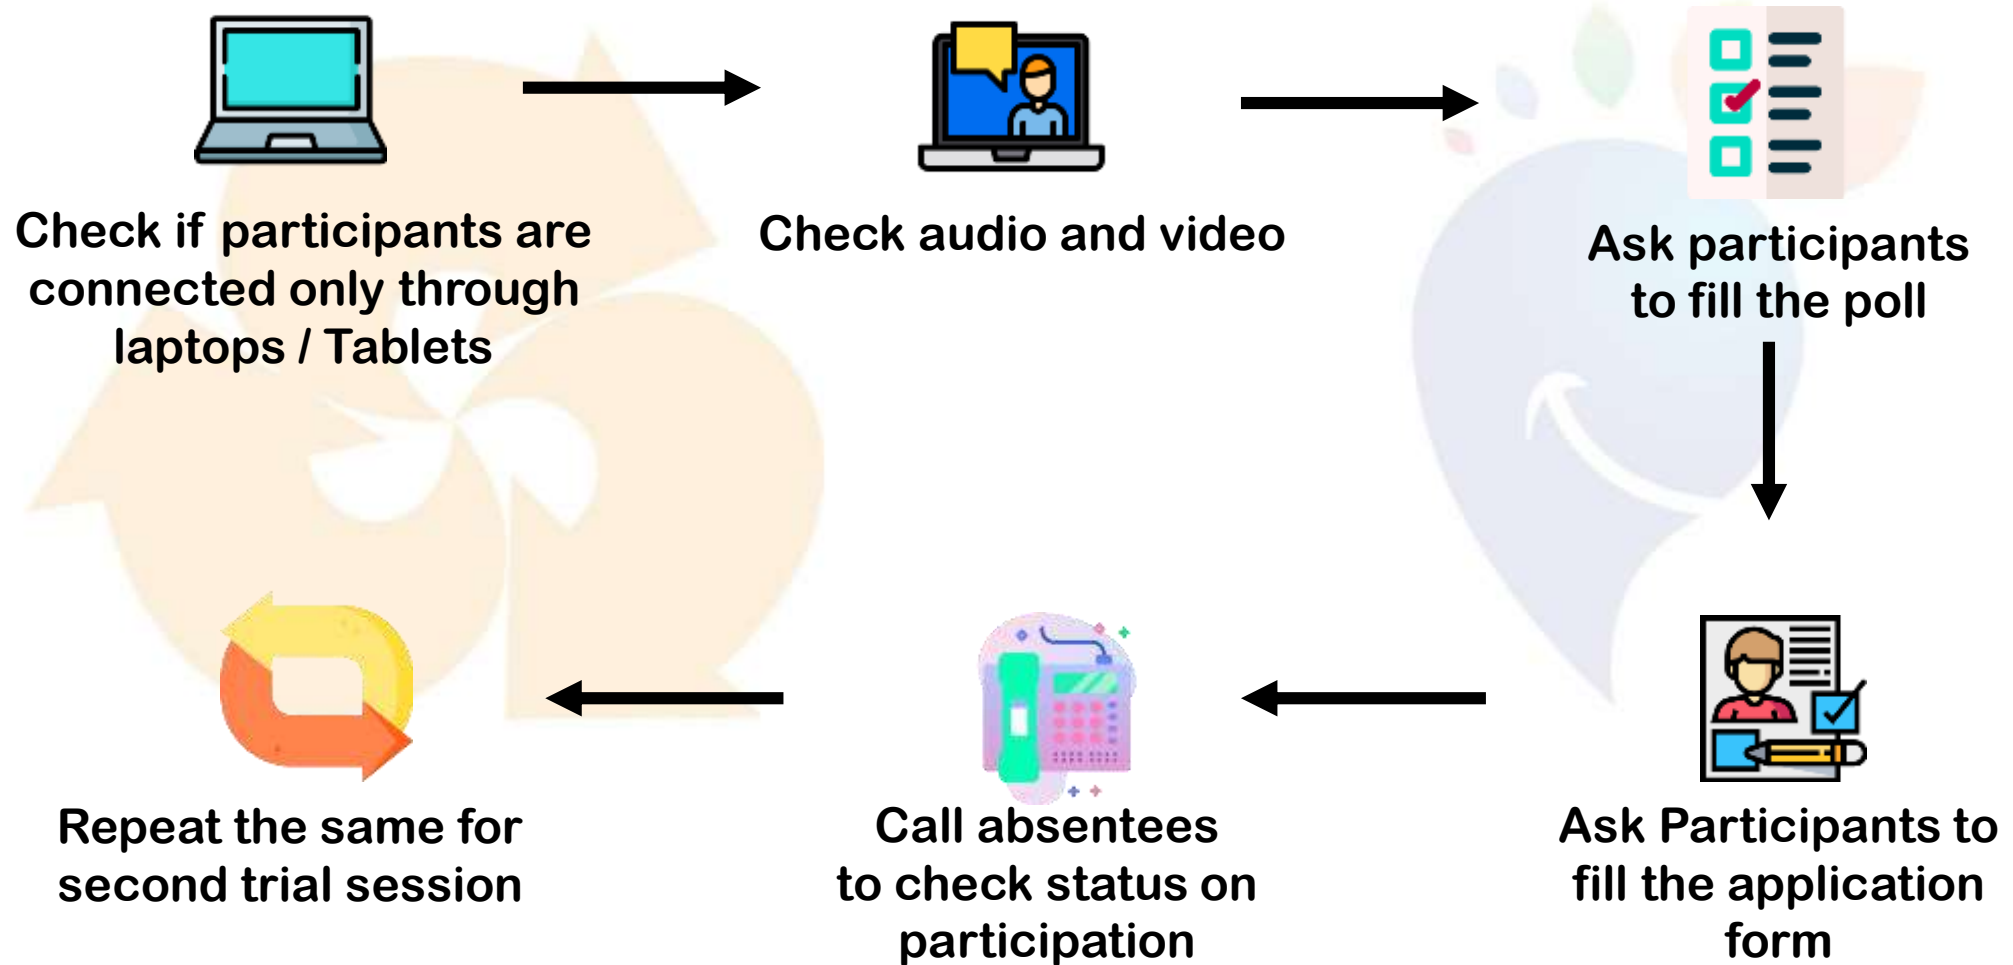 Check if participants are
connected only through
laptops / Tablets
Check audio and video
Ask participants
to fill the poll
Ask Participants to
fill the application
form
Call absentees
to check status on
participation
Repeat the same for
second trial session